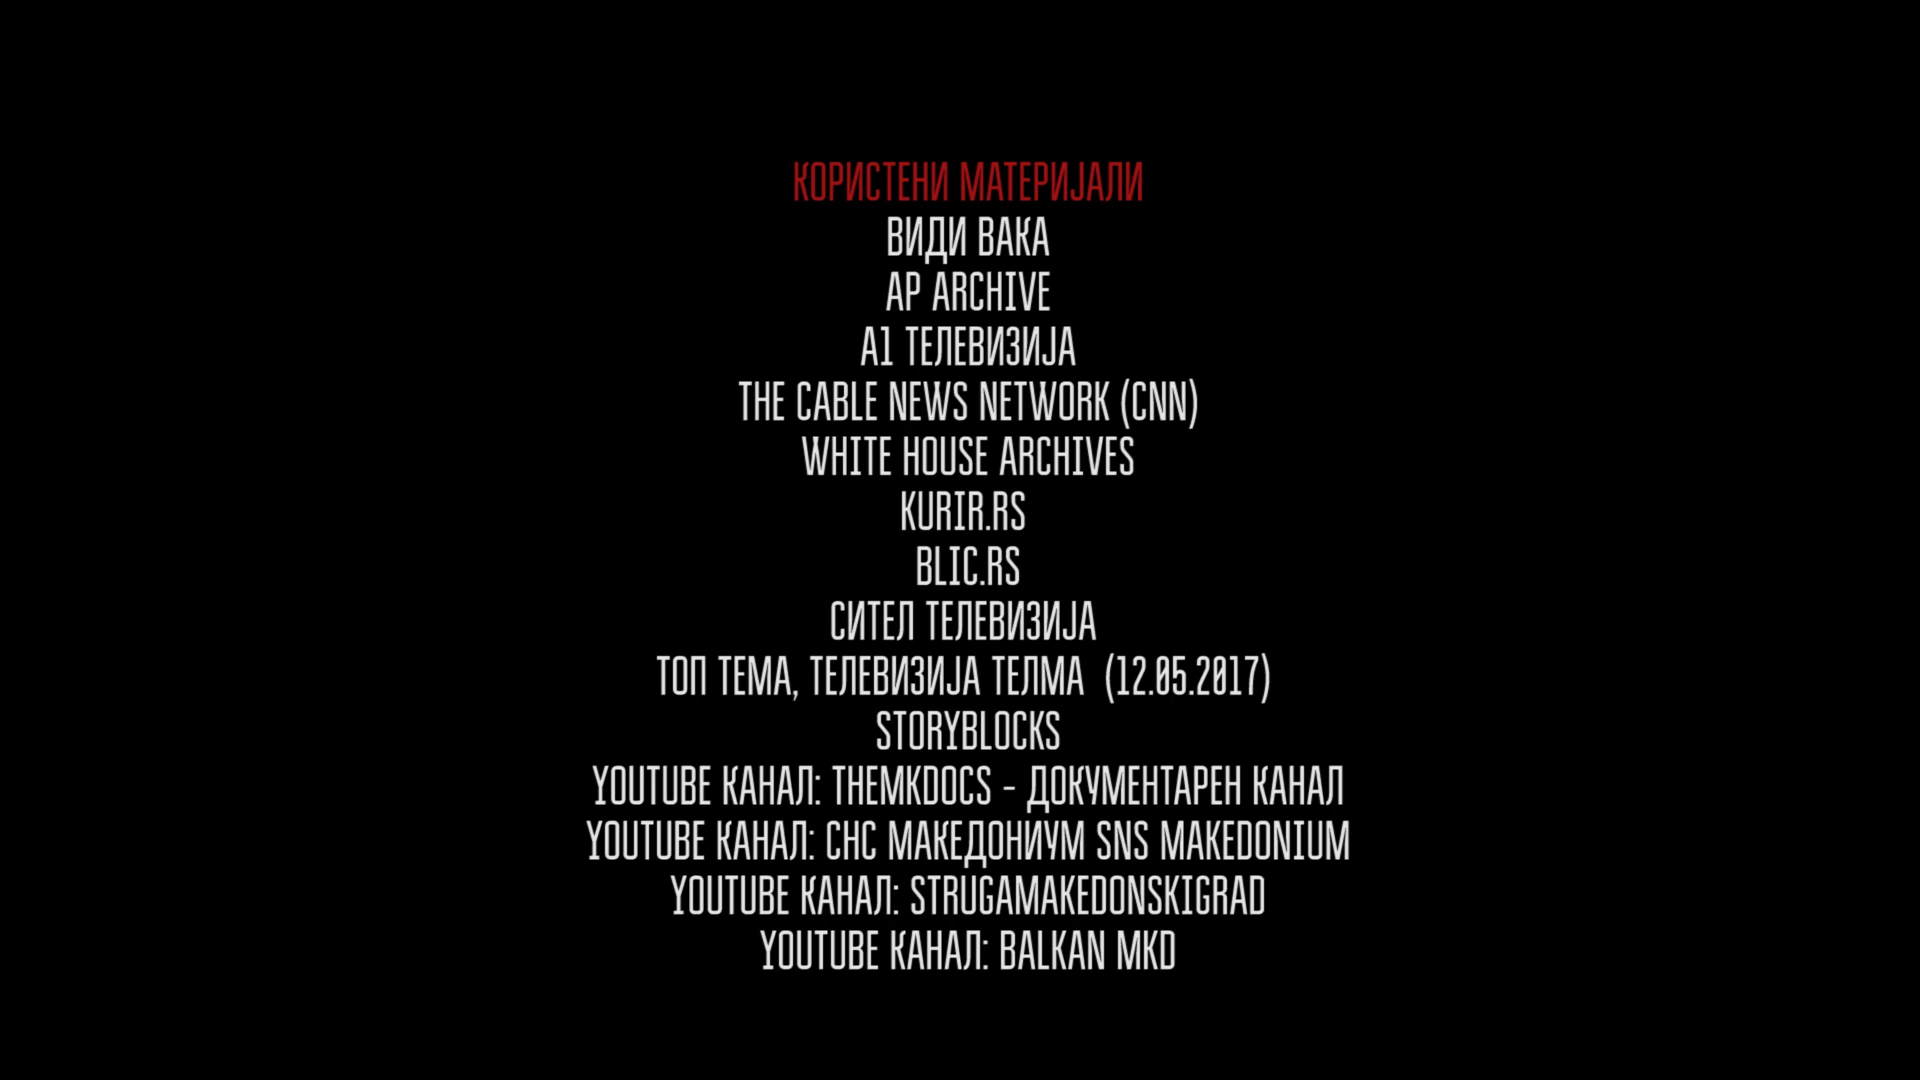 КОРИСТЕНИ МАТЕРИЈАЛИ
ВИДИ ВАКА
AP ARCHIVE
А1 ТЕЛЕВИЗИЈА
THE CABLE NEWS NETWORK (CNN)
WHITE HOUSE ARCHIVES
KURIR.RS
BLIC.RS
СИТЕЛ ТЕЛЕВИЗИЈА
ТОП ТЕМА, ТЕЛЕВИЗИЈА ТЕЛМА (12.05.2017)
STORYBLOCKS
YOUTUBE КАНАЛ: THEMKDOCS - ДОКУМЕНТАРЕН КАНАЛ
YOUTUBE КАНАЛ: СНС МАКЕДОНИУМ SNS MAKEDONIUM
YOUTUBE КАНАЛ: STRUGAMAKEDONSKIGRAD
YOUTUBE КАНАЛ: BALKAN MKD